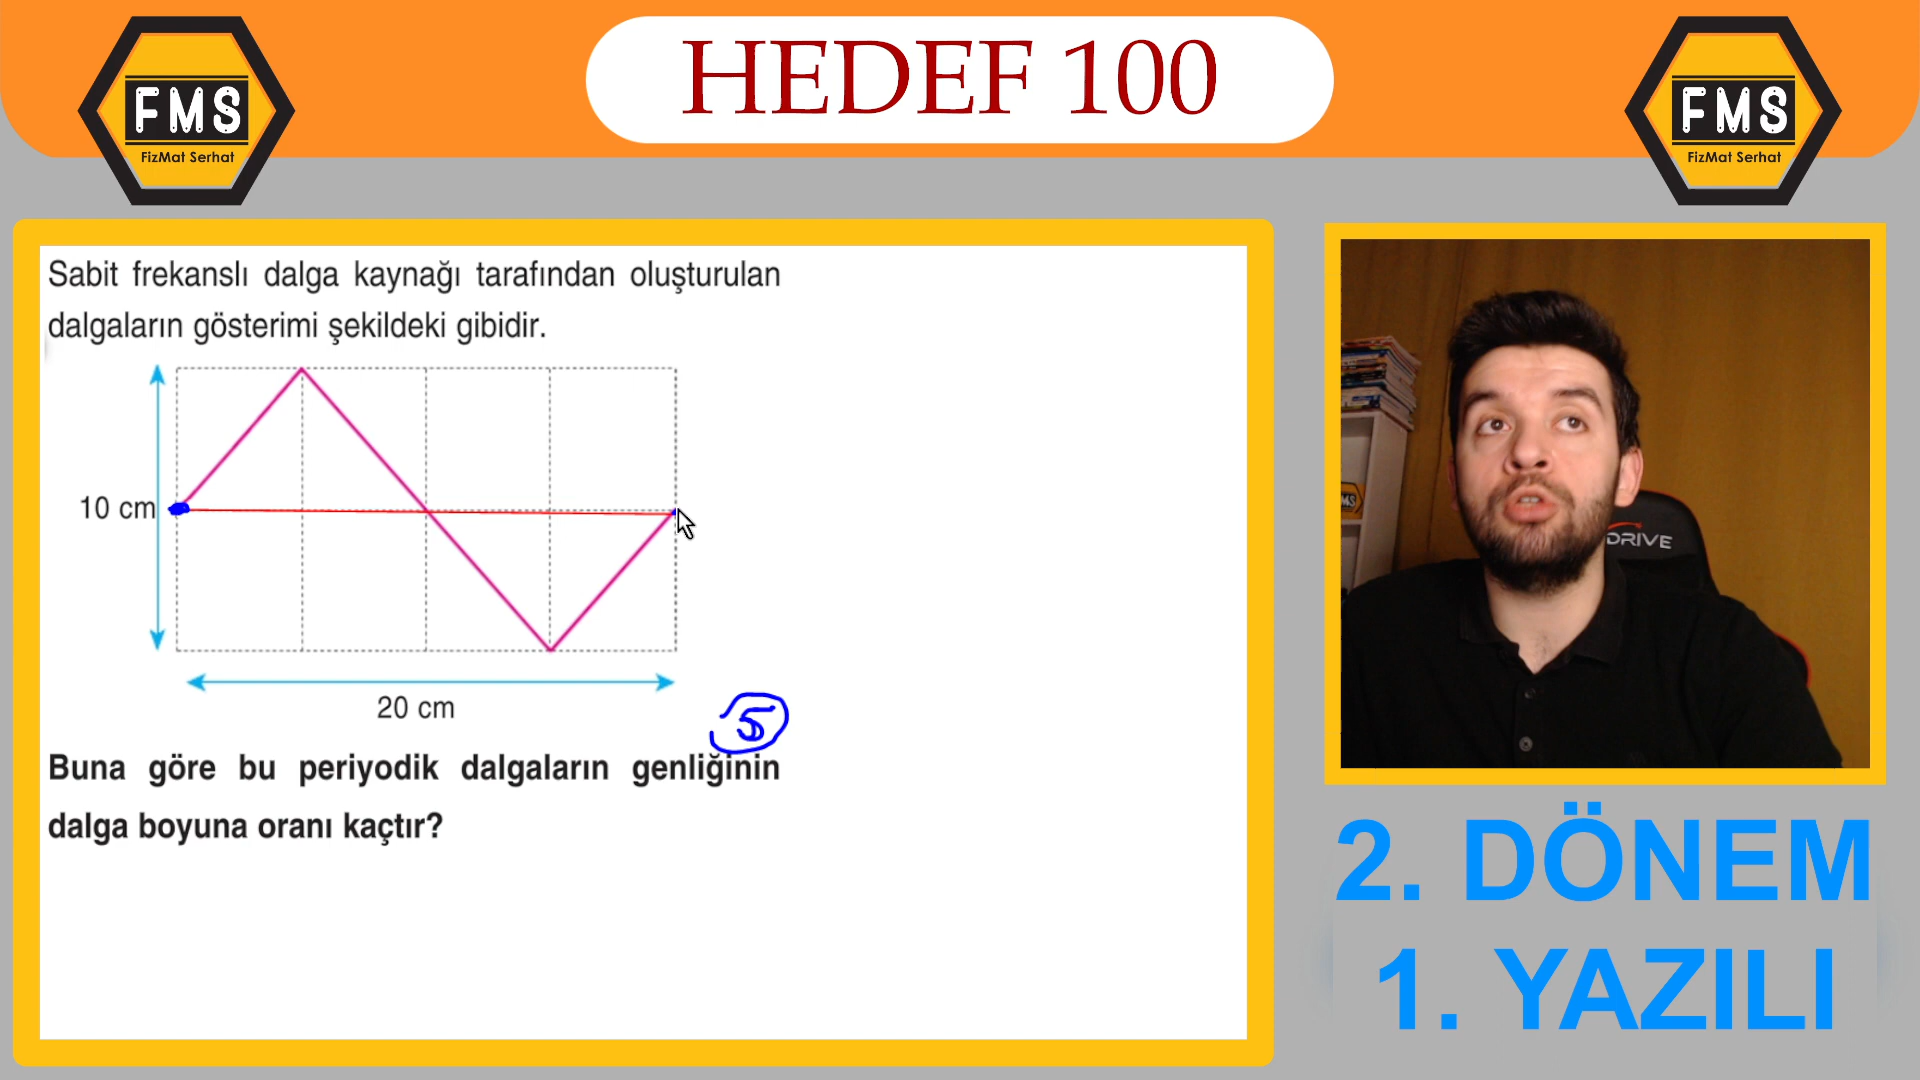 HEDEF 100
FMS
FizMat Serhat
FMS
FizMat Serhat
Sabit frekanslı dalga kaynağı tarafından oluşturulan
dalgaların gösterimi şekildeki gibidir.
10 cm
20 cm
5
Buna göre bu periyodik dalgaların genliğinin
dalga boyuna oranı kaçtır?
DRIVE
MS
2. DÖNEM
1. YAZILI